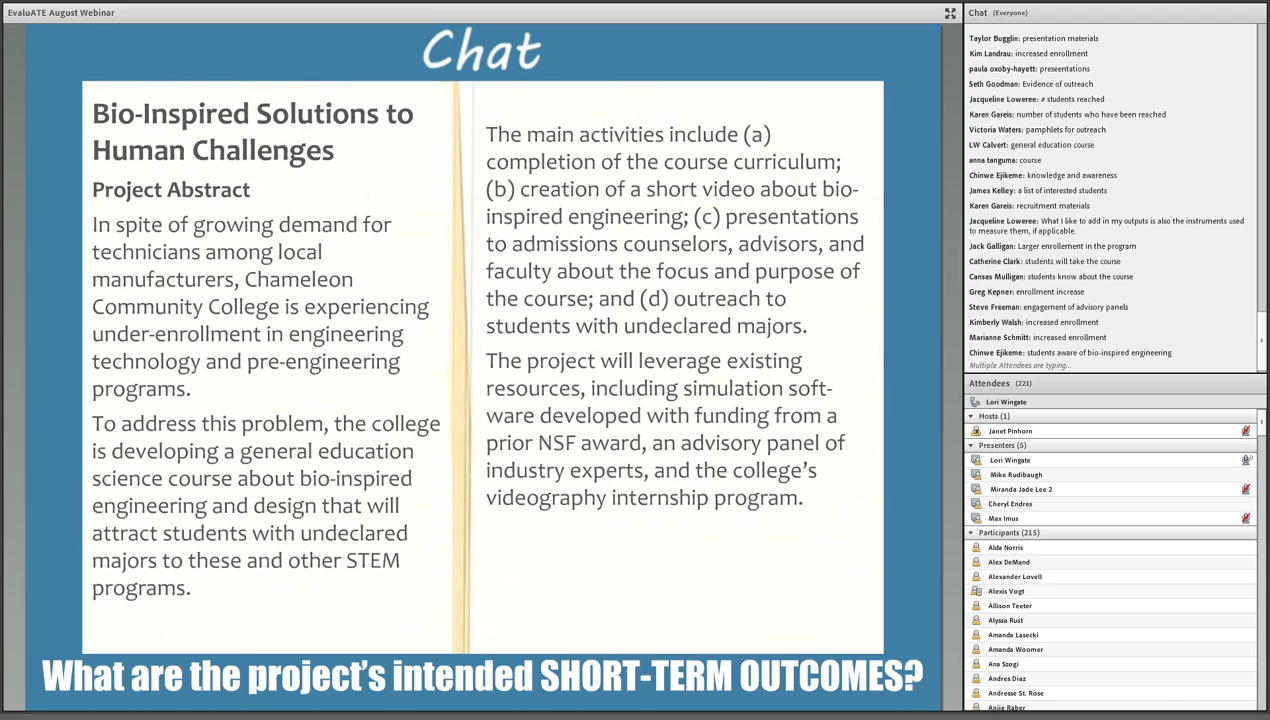 EvaluATE August Webinar
Chat
Bio-Inspired Solutions to
Human Challenges
Project Abstract
In spite of growing demand for
technicians among local
manufacturers, Chameleon
Community College is experiencing
under-enrollment in engineering
technology and pre-engineering
programs.
To address this problem, the college
is developing a general education
science course about bio-inspired
engineering and design that will
attract students with undeclared
majors to these and other STEM
programs.
The main activities include (a)
completion of the course curriculum;
(b) creation of a short video about bio-
inspired engineering; (c) presentations
to admissions counselors, advisors, and
faculty about the focus and purpose of
the course; and (d) outreach to
students with undeclared majors.
The project will leverage existing
resources, including simulation soft-
ware developed with funding from a
prior NSF award, an advisory panel of
industry experts, and the college's
videography internship program.
What are the project's intended SHORT-TERM OUTCOMES?
Chat (Everyone)
Taylor Bugglin: presentation materials
Kim Landrau: increased enrollment
paula oxoby-hayett: preseentations
Seth Goodman: Evidence of outreach
Jacqueline Loweree: # students reached
Karen Gareis: number of students who have been reached
Victoria Waters: pamphlets for outreach
LW Calvert: general education course
anna tanguma: course
Chinwe Ejikeme: knowledge and awareness
James Kelley: a list of interested students
Karen Gareis: recruitment materials
Jacqueline Loweree: What I like to add in my outputs is also the instruments used
to measure them, if applicable.
Jack Galligan: Larger enrollement in the program
Catherine Clark: students will take the course
Cansas Mulligan: students know about the course
Greg Kepner: enrollment increase
Steve Freeman: engagement of advisory panels
Kimberly Walsh: increased enrollment
Marianne Schmitt: increased enrollment
Chinwe Ejikeme: students aware of bio-inspired engineering
Multiple Attendees are typing...
Attendees (221)
Lori Wingate
Hosts (1)
Janet Pinhorn
Presenters (5)
Lori Wingate
Mike Rudibaugh
Miranda Jade Lee 2
Cheryl Endres
Max Imus
Participants (215)
Alda Norris
Alex DeMand
Alexander Lovell
Alexis Vogt
Allison Teeter
Alyssa Rust
Amanda Lasecki
Amanda Woomer
Ana Szogi
Andres Diaz
Andresse St. Rose
Anjie Raber